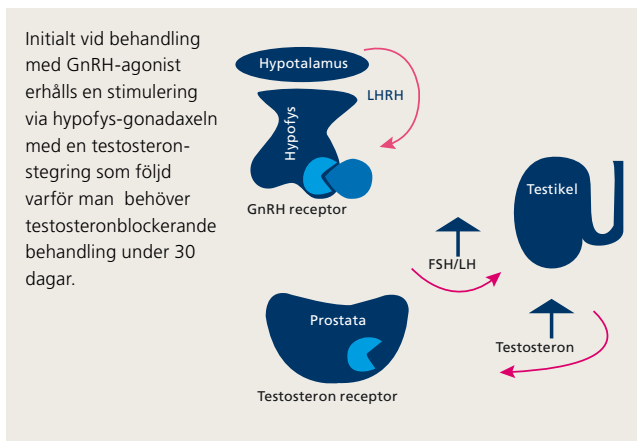 Initialt vid behandling
med GnRH-agonist
erhålls en stimulering
via hypofys-gonadaxeln
med en testosteron-
stegring som följd
varför man behöver
testosteronblockerande
behandling under 30
dagar.
Hypotalamus
LHRH
Hypofys
GnRH receptor
Testikel
FSH/LH
Prostata
Testosteron
Testosteron receptor